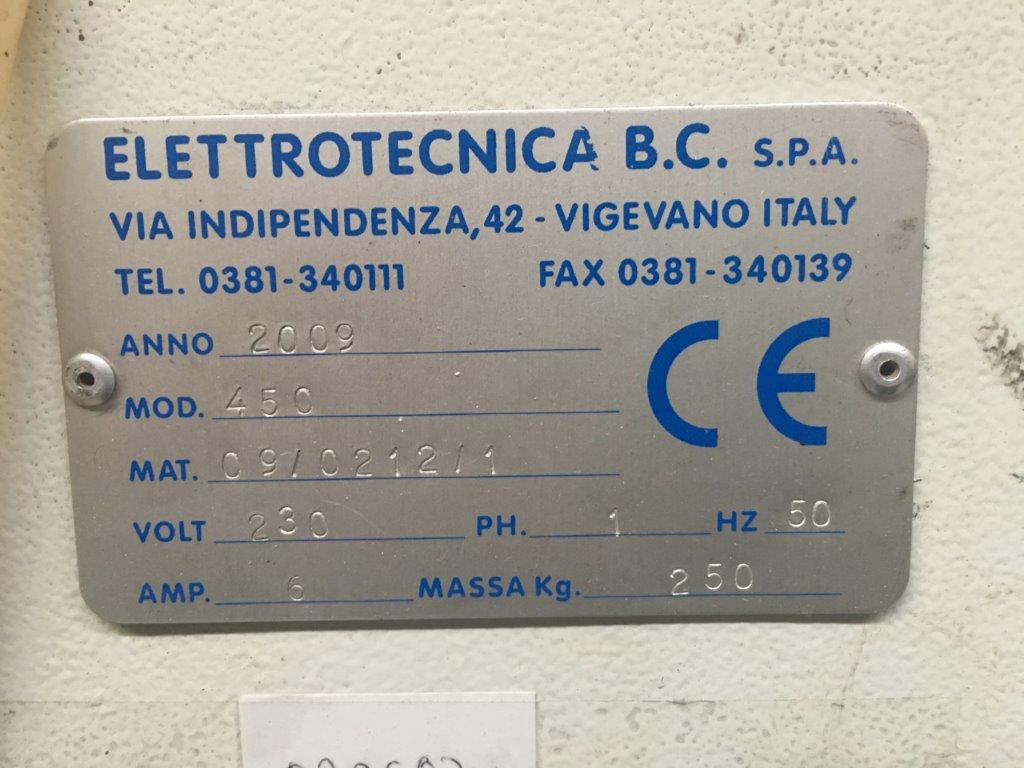 ELETTROTECNICA B.C. S.P.A.
VIA INDIPENDENZA, 42 - VIGEVANO ITALY
TEL. 0381-340111 FAX 0381-340139
ANNO 2009
MOD. 450
MAT. 09/0212/1
VOLT 230 PH. 1 HZ 50
AMP. 6 MASSA Kg. 250
CE